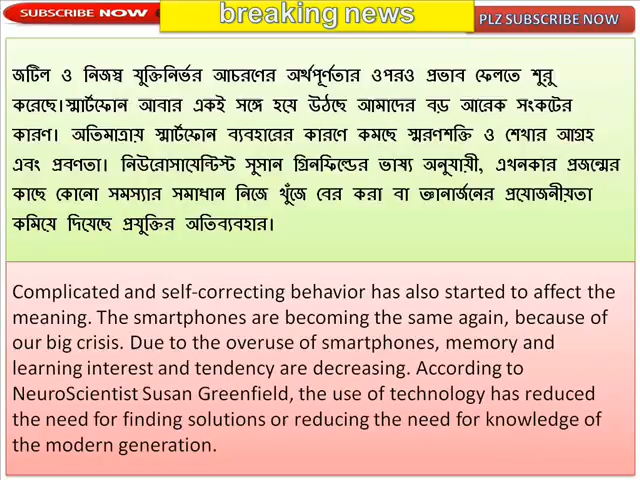 SUBSCRIBE NOW
breaking news
PLZ SUBSCRIBE NOW
জটিল ও নিজস্ব যুক্তিনির্ভর আচরণের অর্থপূর্ণতার ওপরও প্রভাব ফেলতে শুরু
করেছে।স্মার্টফোন আবার একই সঙ্গে হয়ে উঠছে আমাদের বড় আরেক সংকটের
কারণ। অতিমাত্রায় স্মার্টফোন ব্যবহারের কারণে কমছে স্মরণশক্তি ও শেখার আগ্রহ
এবং প্রবণতা। নিউরোসায়েন্টিস্ট সুসান গ্রিনফিল্ডের ভাষ্য অনুযায়ী, এখনকার প্রজন্মের
কাছে কোনো সমস্যার সমাধান নিজে খুঁজে বের করা বা জ্ঞানার্জনের প্রয়োজনীয়তা
কমিয়ে দিয়েছে প্রযুক্তির অতিব্যবহার।
Complicated and self-correcting behavior has also started to affect the
meaning. The smartphones are becoming the same again, because of
our big crisis. Due to the overuse of smartphones, memory and
learning interest and tendency are decreasing. According to
NeuroScientist Susan Greenfield, the use of technology has reduced
the need for finding solutions or reducing the need for knowledge of
the modern generation.